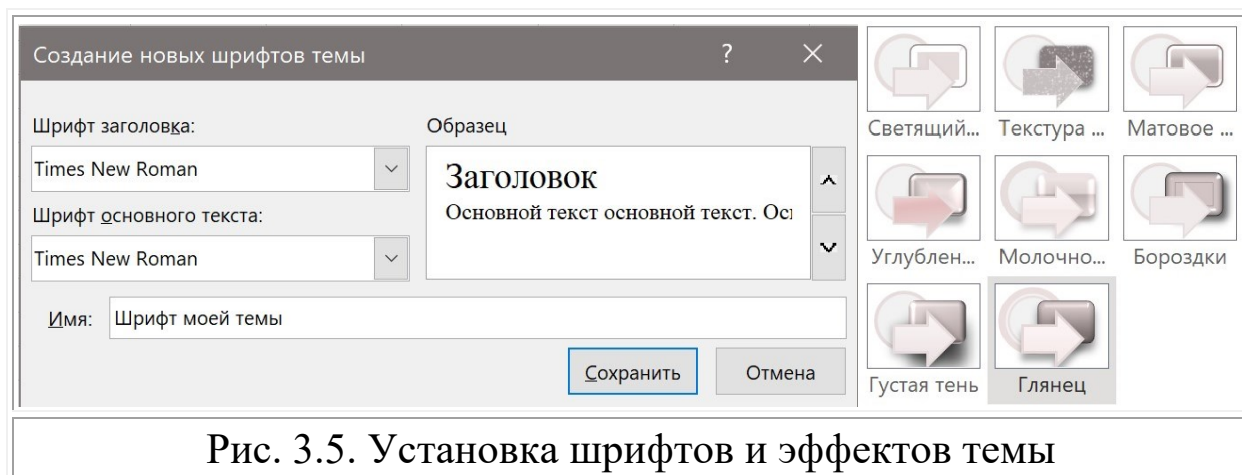 Создание новых шрифтов темы ? ×
Шрифт заголовка:
Times New Roman
Шрифт основного текста:
Times New Roman
Образец
Заголовок
Основной текст основной текст. Осн
Имя: Шрифт моей темы
Сохранить Отмена
Светящий... Текстура ... Матовое ...
Углублен... Молочно... Бороздки
Густая тень Глянец
Рис. 3.5. Установка шрифтов и эффектов темы